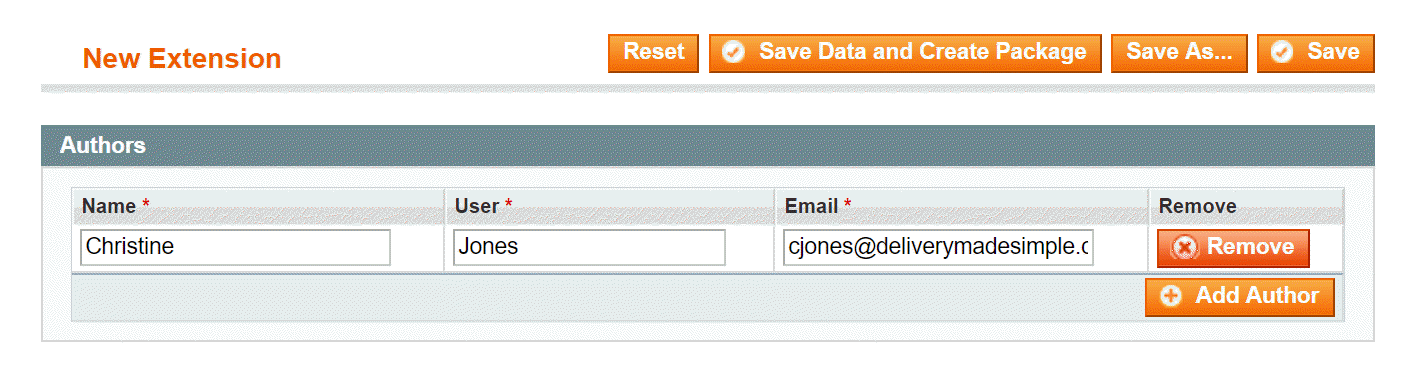 New Extension
Reset
Save Data and Create Package
Save As...
Save
Authors
Name * User * Email * Remove
Christine Jones cjones@deliverymadesimple.c Remove
Add Author